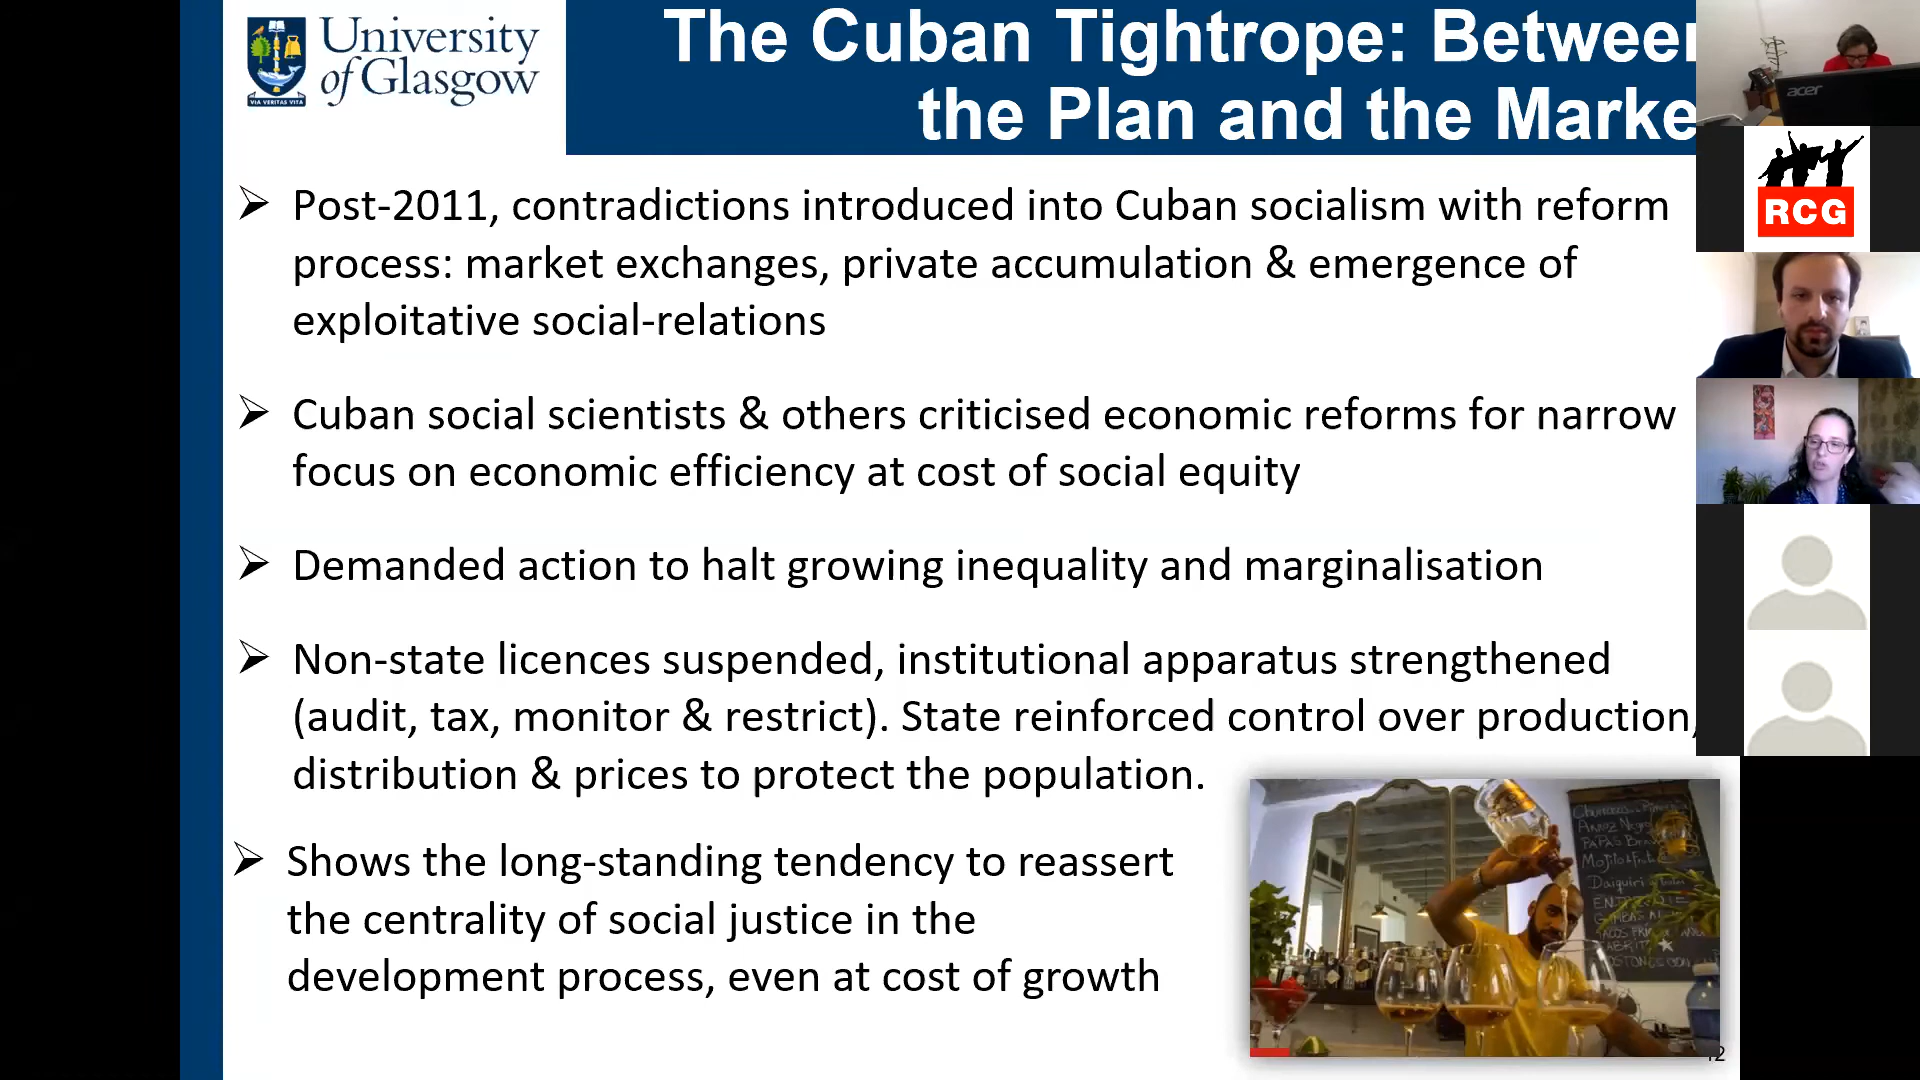 University
of Glasgow
VIA VERITAS VITA
The Cuban Tightrope: Between
the Plan and the Marke
acer
RCG
Post-2011, contradictions introduced into Cuban socialism with reform
process: market exchanges, private accumulation & emergence of
exploitative social-relations
Cuban social scientists & others criticised economic reforms for narrow
focus on economic efficiency at cost of social equity
Demanded action to halt growing inequality and marginalisation
Non-state licences suspended, institutional apparatus strengthened
(audit, tax, monitor & restrict). State reinforced control over production,
distribution & prices to protect the population.
Shows the long-standing tendency to reassert
the centrality of social justice in the
development process, even at cost of growth
Arroz Negro
PAPAS
Mojito
Daiquiri
12